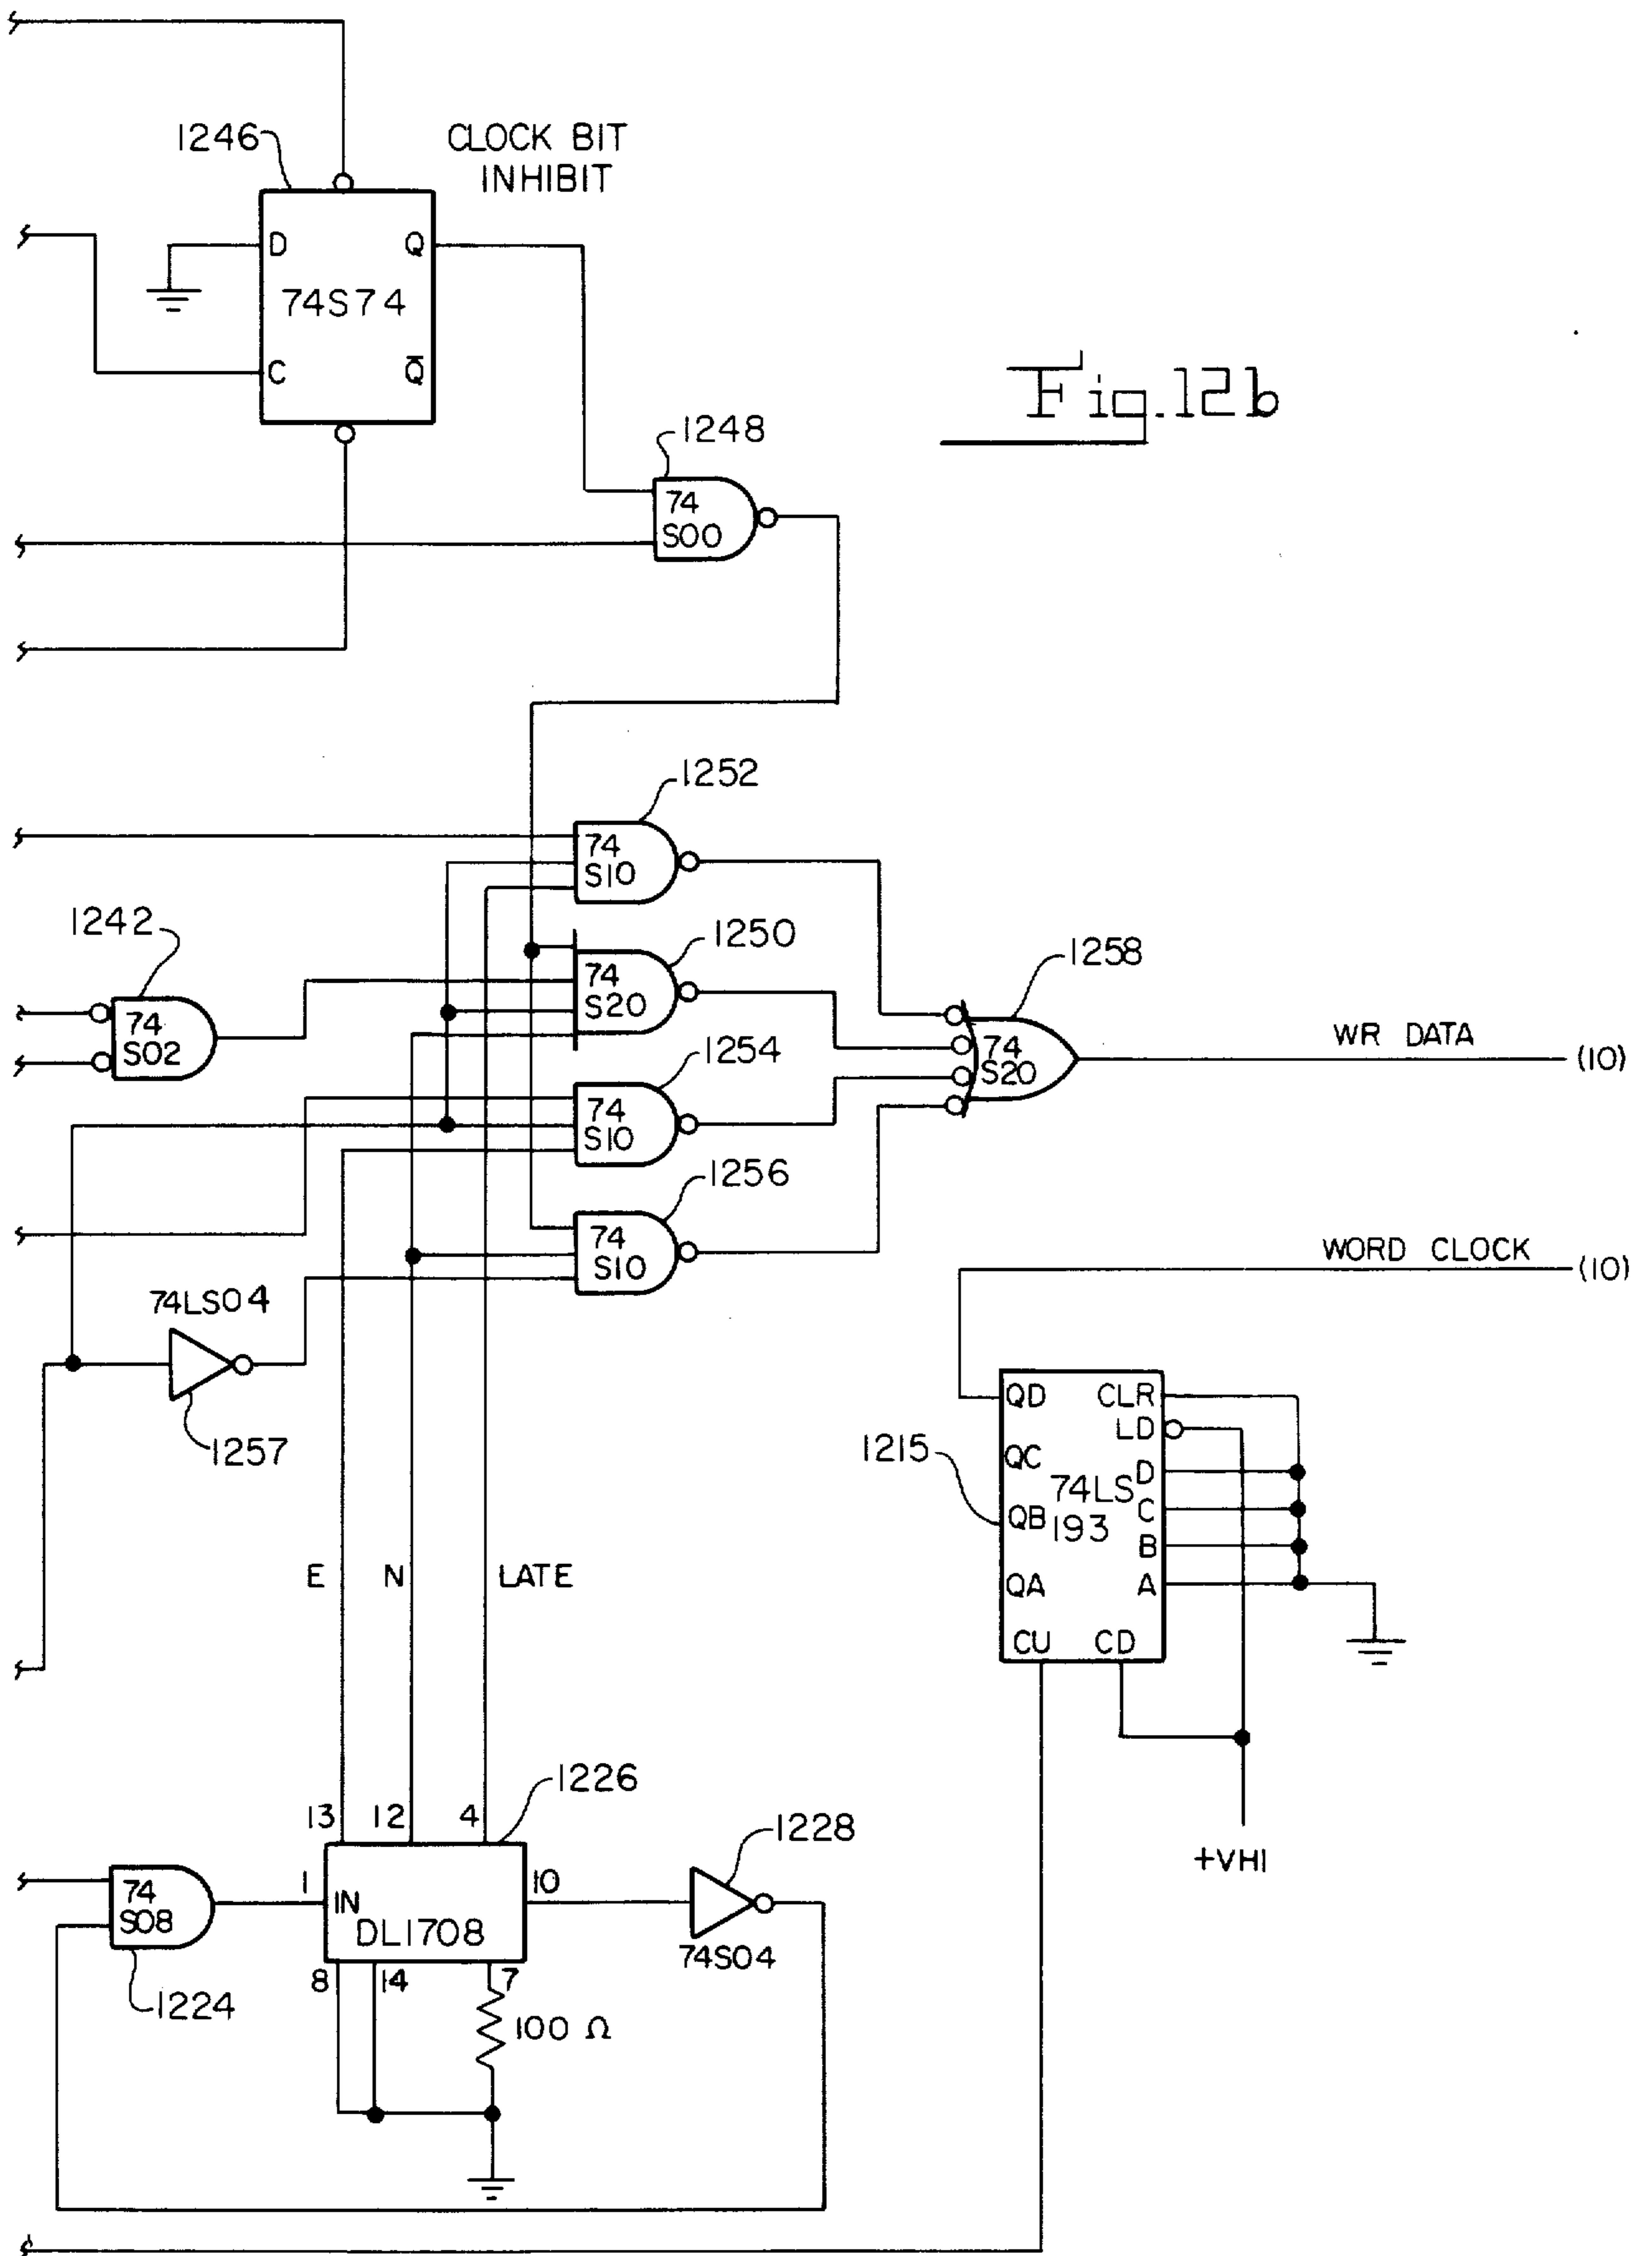 1246
CLOCK BIT
INHIBIT
D
Q
74S74
C
Q̅
Fig.12b
1248
74
S00
1252
74
S10
1242
1250
74
S20
1258
74
S02
74
S20
WR DATA
(10)
1254
74
S10
1256
74
S10
WORD CLOCK
(10)
74LS04
1257
QD
CLR
LD
1215
QC
D
74LS
193
QB
C
B
QA
A
CU
CD
E
N
LATE
+VHI
1226
13
12
4
1228
1
10
74
S08
IN
DL1708
74S04
8
14
7
1224
100 Ω